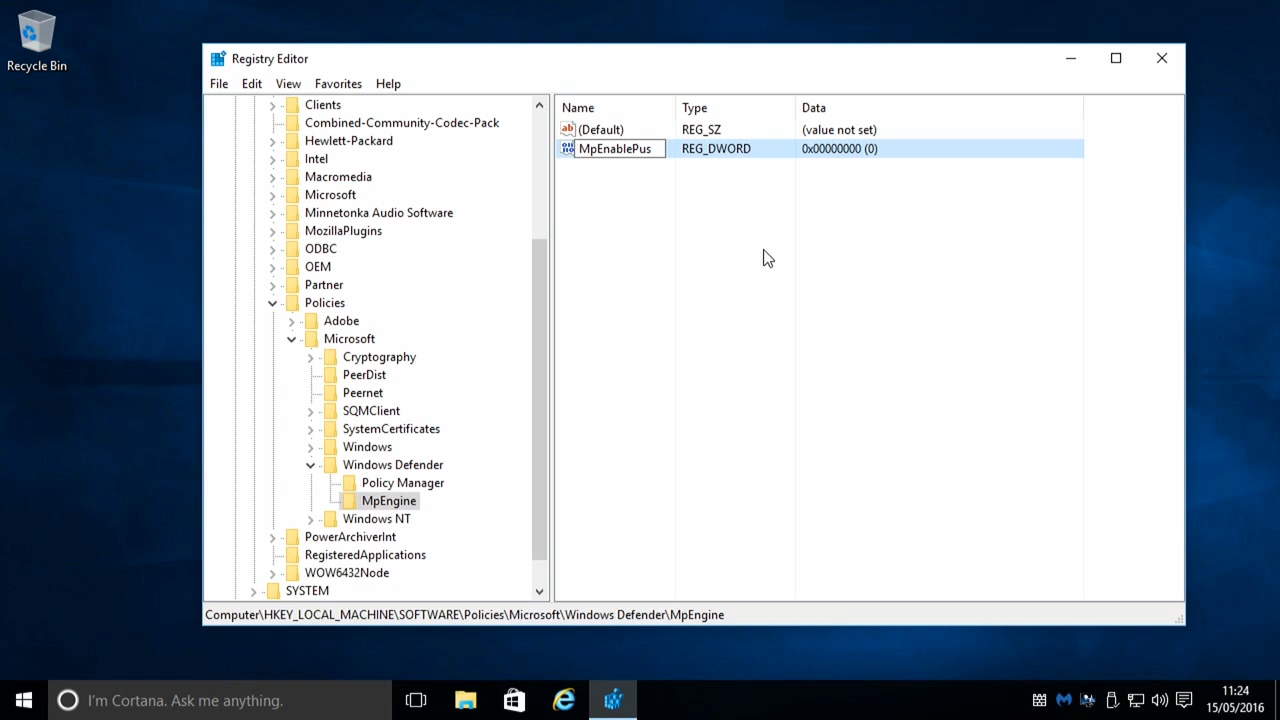 Recycle Bin
Registry Editor
File Edit View Favorites Help
Clients
Combined-Community-Codec-Pack
Hewlett-Packard
Intel
Macromedia
Microsoft
Minnetonka Audio Software
MozillaPlugins
ODBC
OEM
Partner
Policies
Adobe
Microsoft
Cryptography
PeerDist
Peernet
SQMClient
SystemCertificates
Windows
Windows Defender
Policy Manager
MpEngine
Windows NT
PowerArchiverInt
RegisteredApplications
WOW6432Node
SYSTEM
Name Type Data
(Default) REG_SZ (value not set)
MpEnablePus REG_DWORD 0x00000000 (0)
Computer\HKEY_LOCAL_MACHINE\SOFTWARE\Policies\Microsoft\Windows Defender\MpEngine
I'm Cortana. Ask me anything.
11:24
15/05/2016